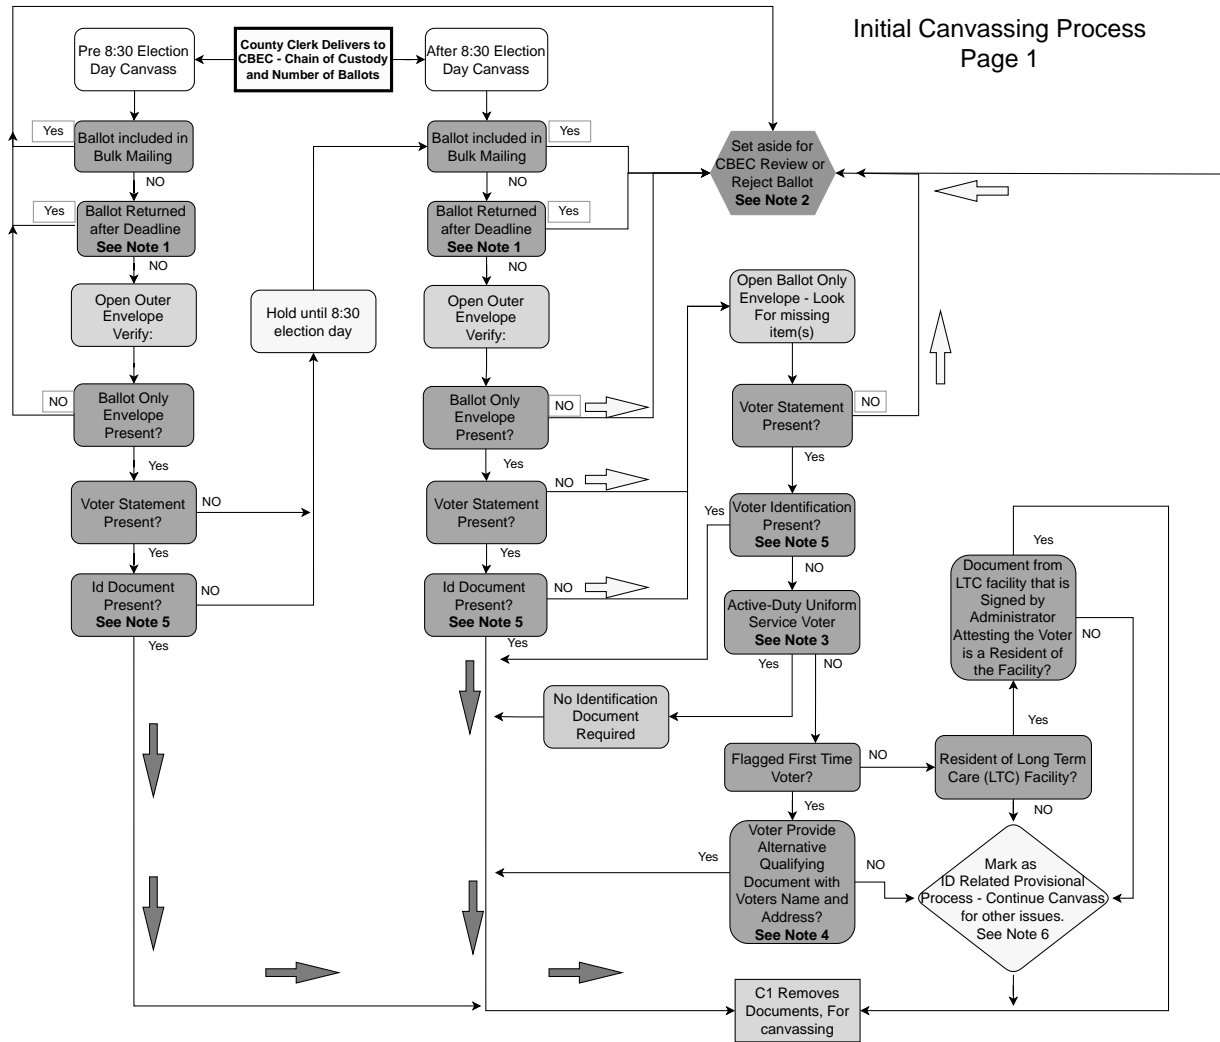 Initial Canvassing Process
Page 1
Pre 8:30 Election
Day Canvass
County Clerk Delivers to
CBEC - Chain of Custody
and Number of Ballots
After 8:30 Election
Day Canvass
Yes
Ballot included in
Bulk Mailing
NO
Yes
Ballot Returned
after Deadline
See Note 1
NO
Open Outer
Envelope
Verify:
NO
Ballot Only
Envelope
Present?
Yes
Voter Statement
Present?
NO
Yes
Id Document
Present?
See Note 5
NO
Yes
Hold until 8:30
election day
Ballot included in
Bulk Mailing
Yes
NO
Ballot Returned
after Deadline
See Note 1
Yes
NO
Open Outer
Envelope
Verify:
Ballot Only
Envelope
Present?
NO
Yes
Voter Statement
Present?
NO
Yes
Id Document
Present?
See Note 5
NO
Yes
Set aside for
CBEC Review or
Reject Ballot
See Note 2
Open Ballot Only
Envelope - Look
For missing
item(s)
Voter Statement
Present?
NO
Yes
Yes
Voter Identification
Present?
See Note 5
NO
Active-Duty Uniform
Service Voter
See Note 3
Yes
NO
No Identification
Document
Required
Flagged First Time
Voter?
NO
Yes
Yes
Voter Provide
Alternative
Qualifying
Document with
Voters Name and
Address?
See Note 4
NO
Yes
Document from
LTC facility that is
Signed by
Administrator
Attesting the Voter
is a Resident of
the Facility?
NO
Yes
Resident of Long Term
Care (LTC) Facility?
NO
Mark as
ID Related Provisional
Process - Continue Canvass
for other issues.
See Note 6
C1 Removes
Documents, For
canvassing